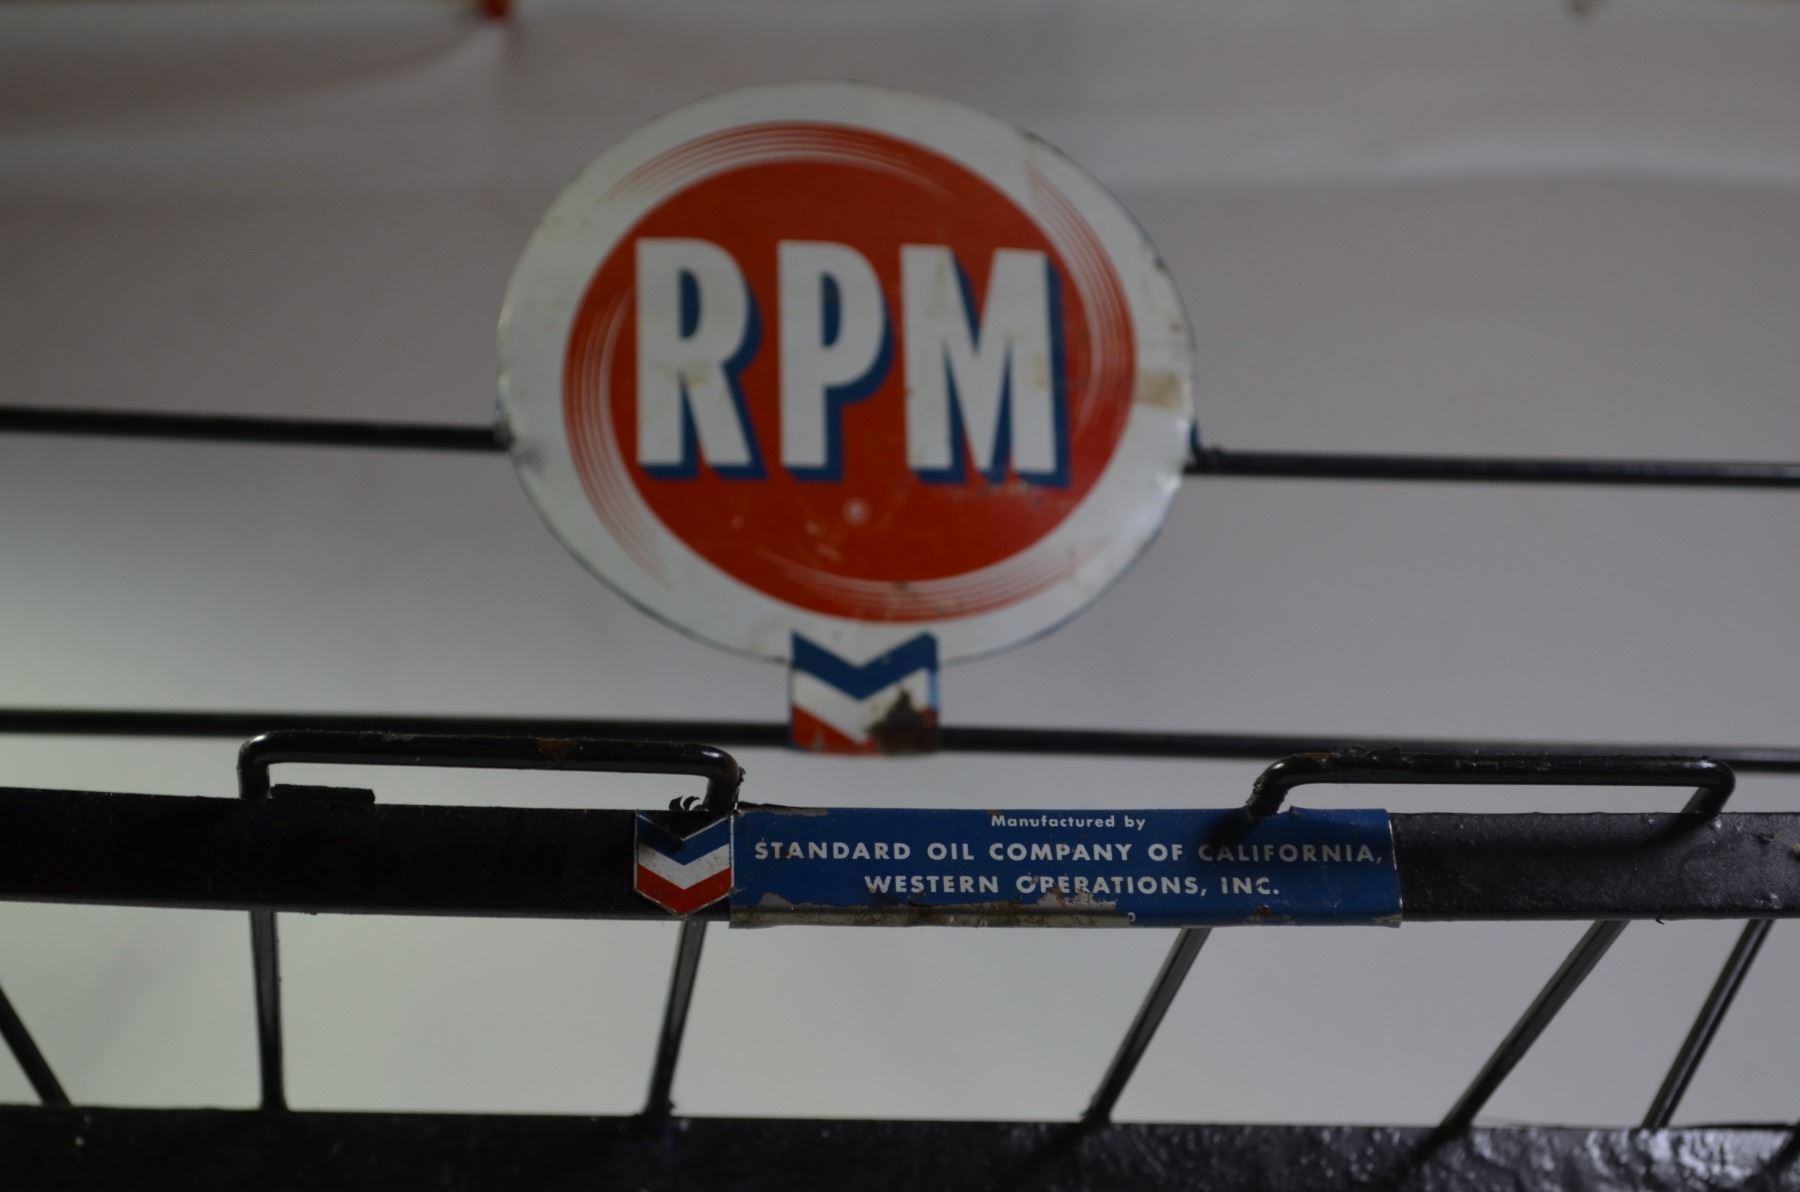 RPM
Manufactured by
STANDARD OIL COMPANY OF CALIFORNIA,
WESTERN OPERATIONS, INC.